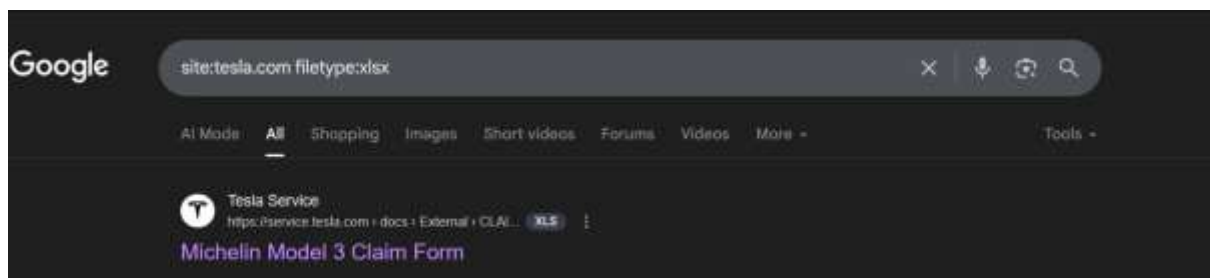 Google
site:tesla.com filetype:xlsx
AI Mode All Shopping Images Short videos Forums Videos More Tools
Tesla Service
https://service.tesla.com › docs › External › CLAI... XLS
Michelin Model 3 Claim Form